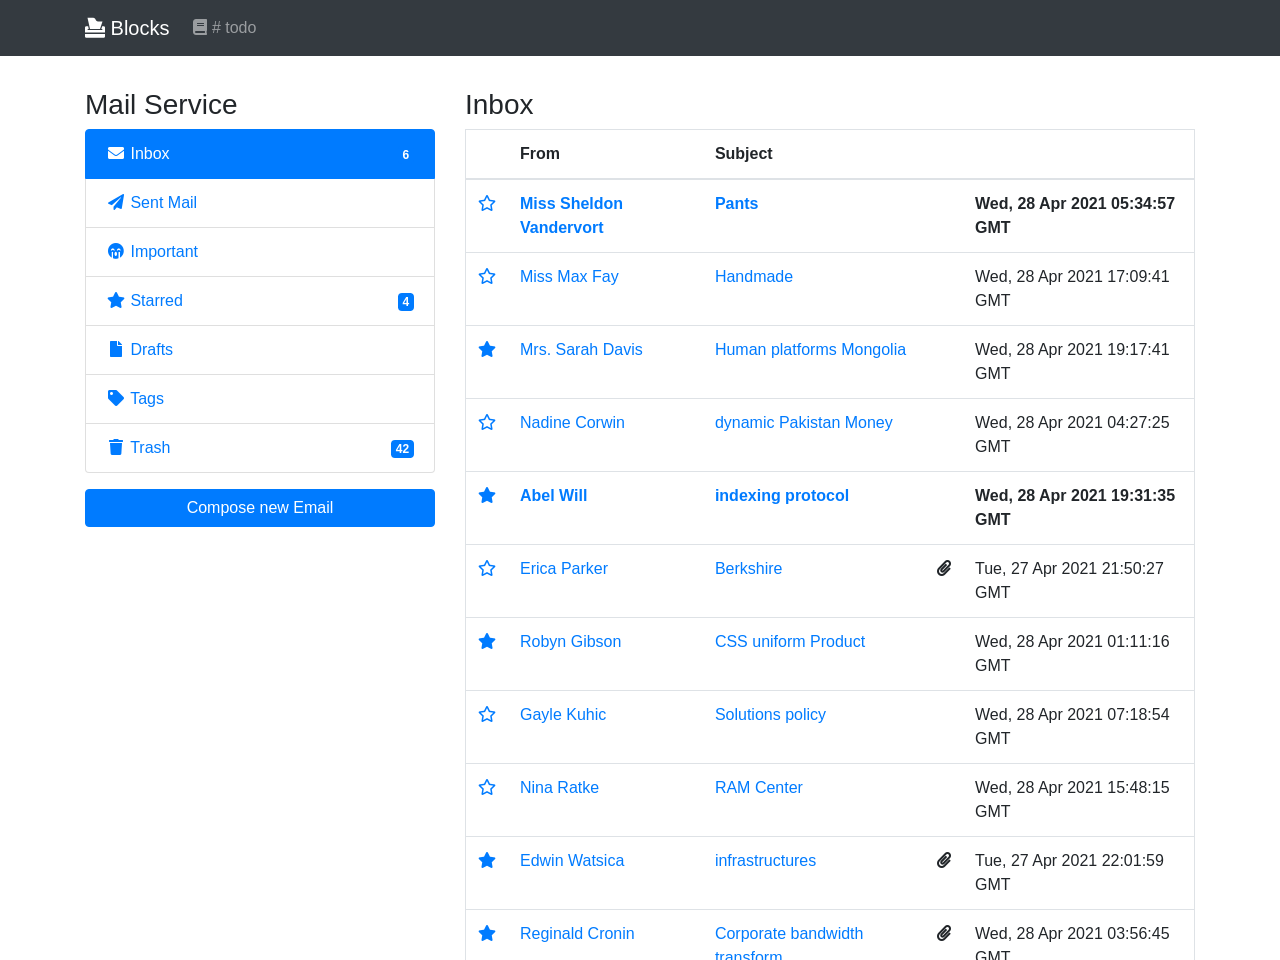 Blocks # todo
Mail Service
Inbox 6
Sent Mail
Important
Starred 4
Drafts
Tags
Trash 42
Compose new Email
Inbox
From Subject
Miss Sheldon Pants Wed, 28 Apr 2021 05:34:57
Vandervort GMT
Miss Max Fay Handmade Wed, 28 Apr 2021 17:09:41
GMT
Mrs. Sarah Davis Human platforms Mongolia Wed, 28 Apr 2021 19:17:41
GMT
Nadine Corwin dynamic Pakistan Money Wed, 28 Apr 2021 04:27:25
GMT
Abel Will indexing protocol Wed, 28 Apr 2021 19:31:35
GMT
Erica Parker Berkshire Tue, 27 Apr 2021 21:50:27
GMT
Robyn Gibson CSS uniform Product Wed, 28 Apr 2021 01:11:16
GMT
Gayle Kuhic Solutions policy Wed, 28 Apr 2021 07:18:54
GMT
Nina Ratke RAM Center Wed, 28 Apr 2021 15:48:15
GMT
Edwin Watsica infrastructures Tue, 27 Apr 2021 22:01:59
GMT
Reginald Cronin Corporate bandwidth Wed, 28 Apr 2021 03:56:45
transform GMT